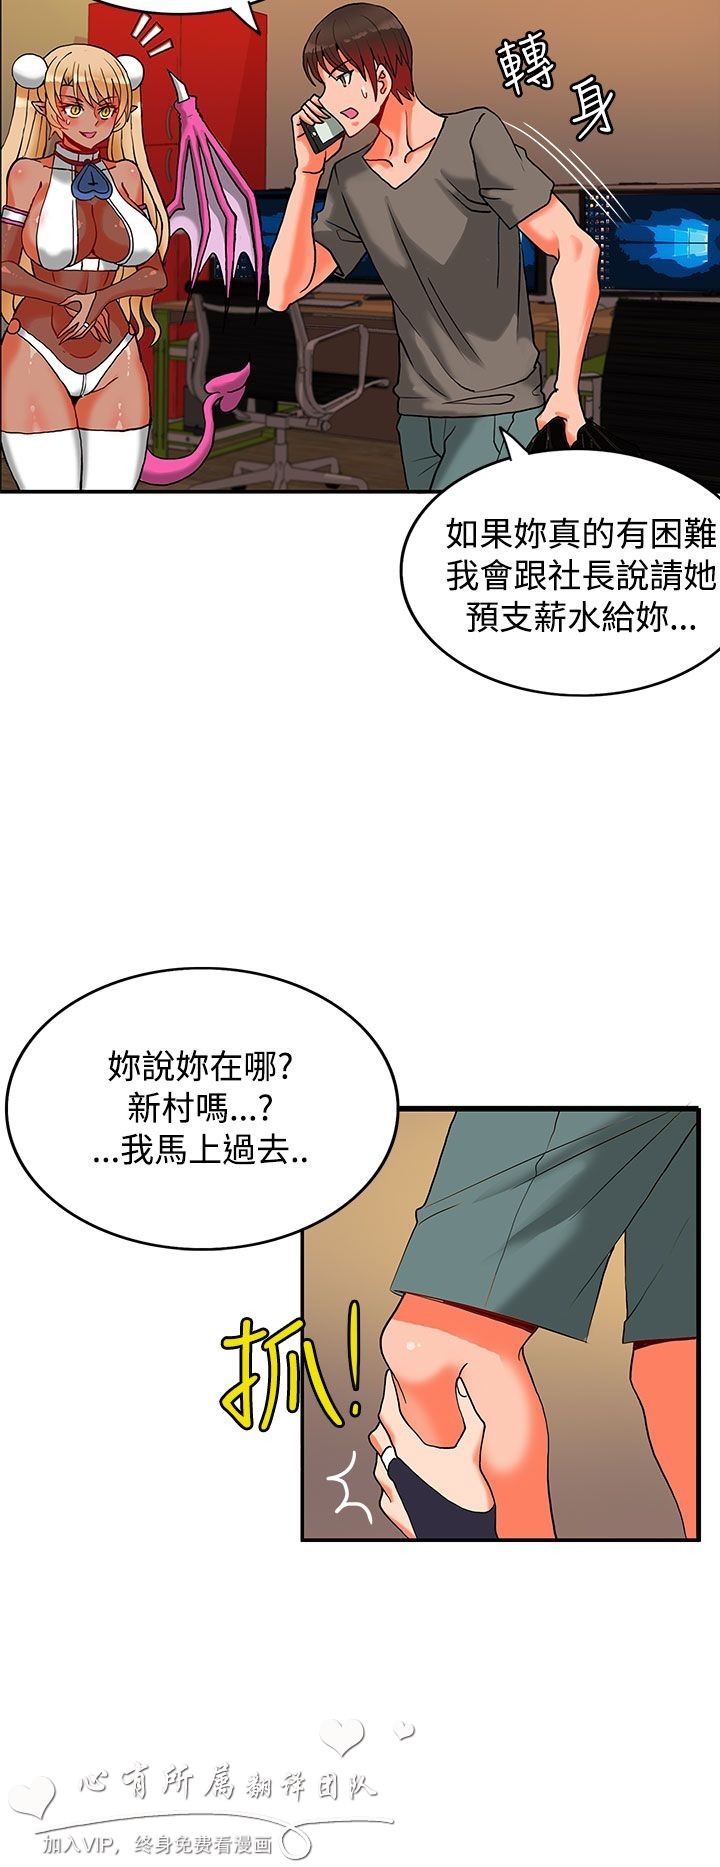 轉身
如果妳真的有困難
我會跟社長說請她
預支薪水給妳...
妳說妳在哪?
新村嗎...?
...我馬上過去..
抓!
心有所属翻译团队
加入VIP，终身免费看漫画